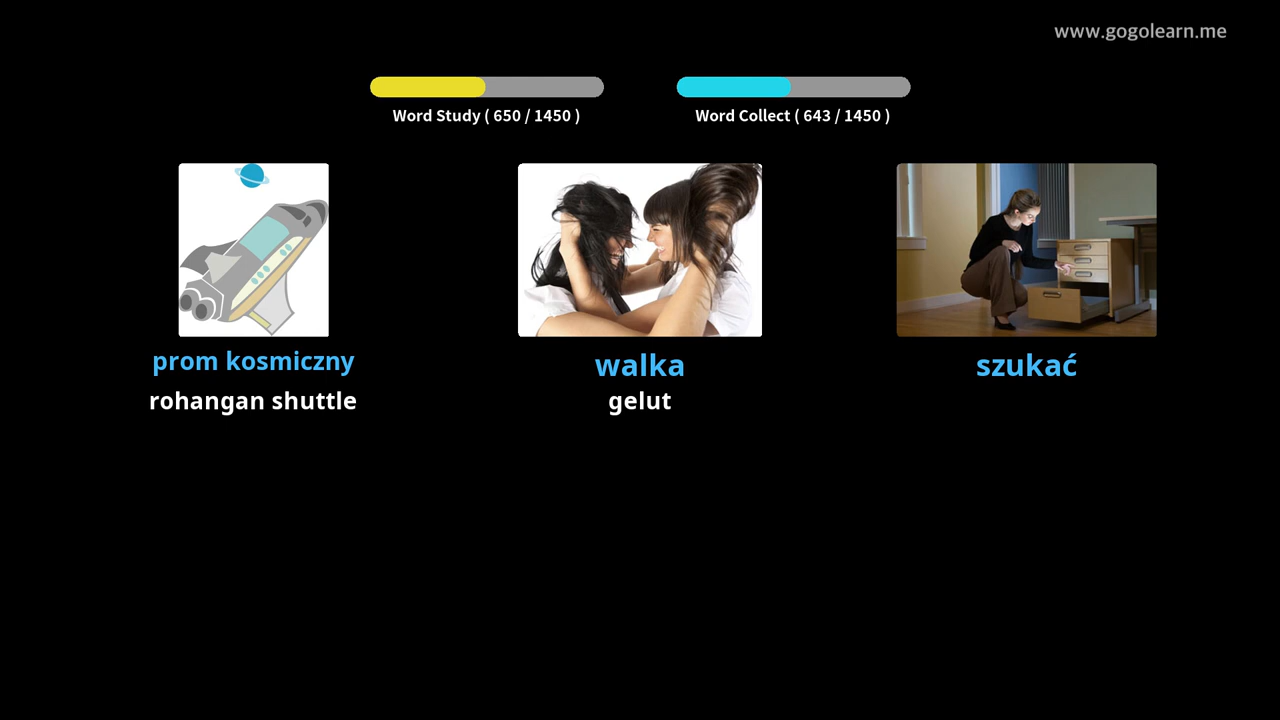 www.gogolearn.me
Word Study ( 650 / 1450 )
Word Collect ( 643 / 1450 )
prom kosmiczny
rohangan shuttle
walka
gelut
szukać